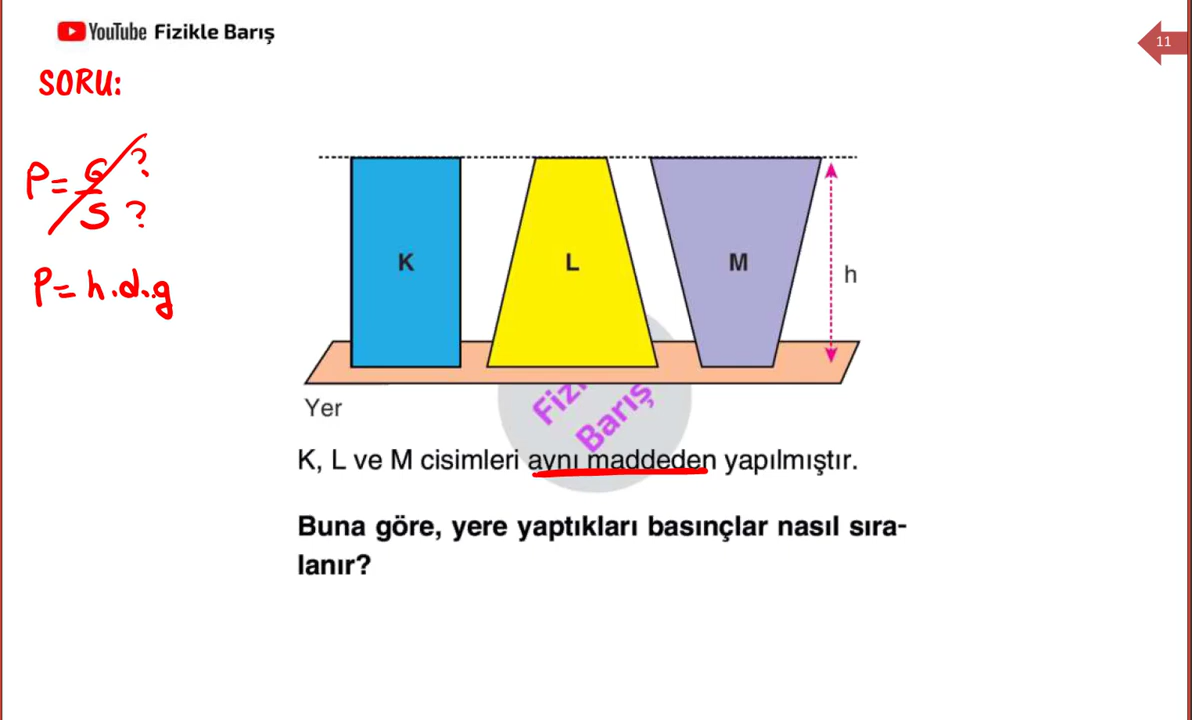 YouTube Fizikle Barış
11
SORU:
P = G/S ? ?
P = h.d.g
K
L
M
h
Yer
Fizikle
Barış
K, L ve M cisimleri aynı maddeden yapılmıştır.
Buna göre, yere yaptıkları basınçlar nasıl sıra-
lanır?